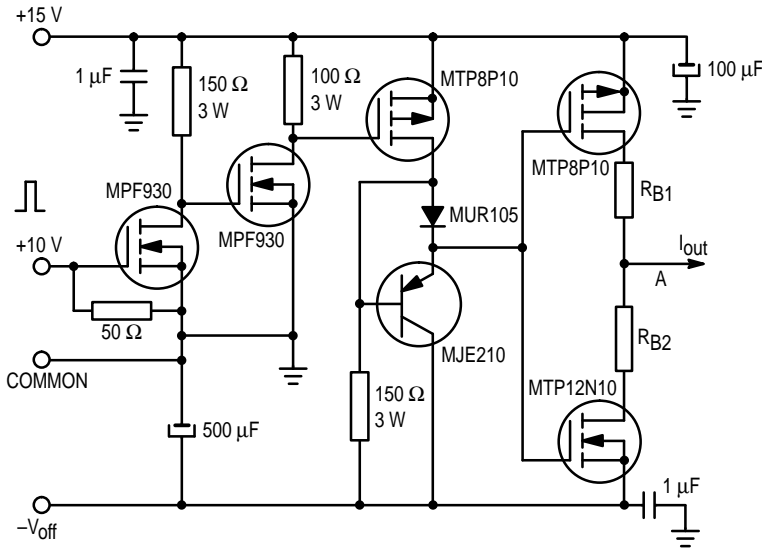 +15 V
1 μF
150 Ω
3 W
100 Ω
3 W
MTP8P10
100 μF
MPF930
MPF930
MTP8P10
RB1
MUR105
+10 V
Iout
A
50 Ω
COMMON
MJE210
RB2
MTP12N10
500 μF
150 Ω
3 W
1 μF
–Voff